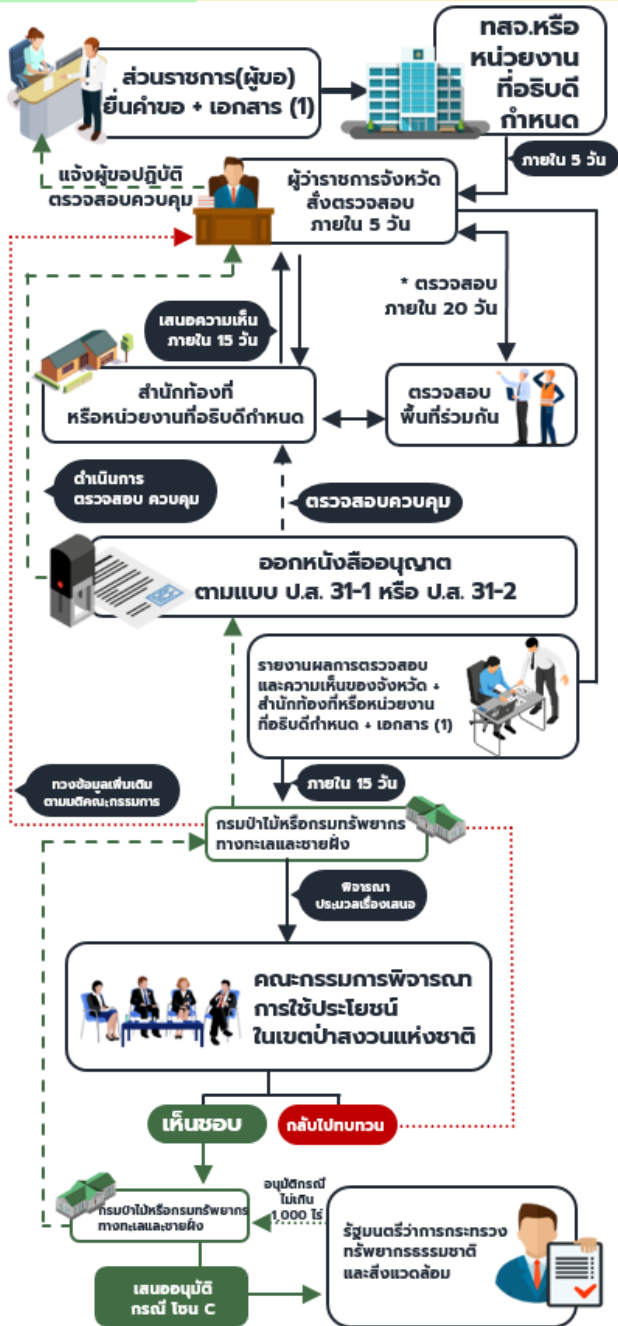 ส่วนราชการ(ผู้ขอ)
ยื่นคำขอ + เอกสาร (1)
ทสจ.หรือ
หน่วยงาน
ที่อธิบดี
กำหนด
ภายใน 5 วัน
แจ้งผู้ขอปฏิบัติ
ตรวจสอบควบคุม
ผู้ว่าราชการจังหวัด
สั่งตรวจสอบ
ภายใน 5 วัน
* ตรวจสอบ
ภายใน 20 วัน
เสนอความเห็น
ภายใน 15 วัน
สำนักท้องที่
หรือหน่วยงานที่อธิบดีกำหนด
ตรวจสอบ
พื้นที่ร่วมกัน
ดำเนินการ
ตรวจสอบ ควบคุม
ตรวจสอบควบคุม
ออกหนังสืออนุญาต
ตามแบบ ป.ส. 31-1 หรือ ป.ส. 31-2
รายงานผลการตรวจสอบ
และความเห็นของจังหวัด +
สำนักท้องที่หรือหน่วยงาน
ที่อธิบดีกำหนด + เอกสาร (1)
ทวงข้อมูลเพิ่มเติม
ตามมติคณะกรรมการ
ภายใน 15 วัน
กรมป่าไม้หรือกรมทรัพยากร
ทางทะเลและชายฝั่ง
พิจารณา
ประมวลเรื่องเสนอ
คณะกรรมการพิจารณา
การใช้ประโยชน์
ในเขตป่าสงวนแห่งชาติ
เห็นชอบ
กลับไปทบทวน
กรมป่าไม้หรือกรมทรัพยากร
ทางทะเลและชายฝั่ง
อนุมัติกรณี
ไม่เกิน
1,000 ไร่
รัฐมนตรีว่าการกระทรวง
ทรัพยากรธรรมชาติ
และสิ่งแวดล้อม
เสนออนุมัติ
กรณี โซน C